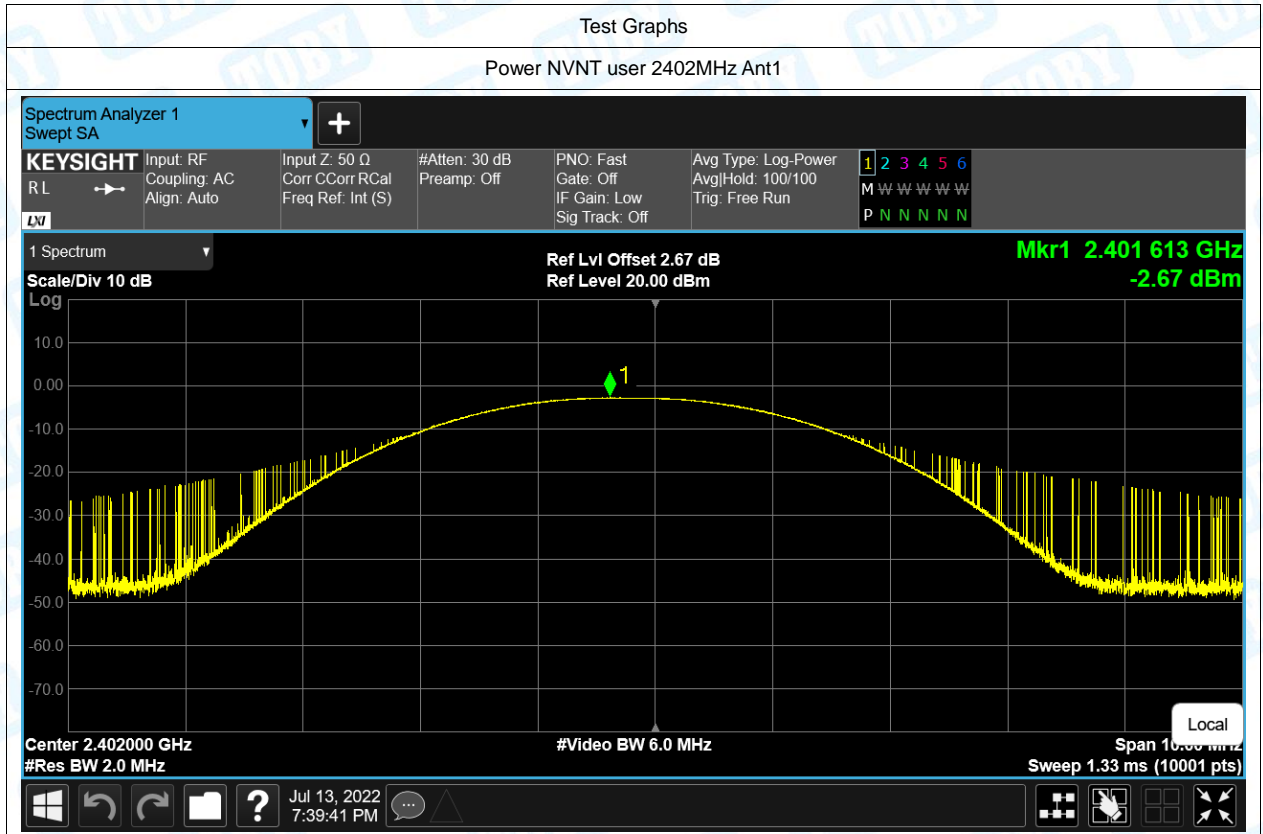 Test Graphs
Power NVNT user 2402MHz Ant1
Spectrum Analyzer 1
Swept SA
KEYSIGHT
R L
LXI
Input: RF
Coupling: AC
Align: Auto
Input Z: 50 Ω
Corr CCorr RCal
Freq Ref: Int (S)
#Atten: 30 dB
Preamp: Off
PNO: Fast
Gate: Off
IF Gain: Low
Sig Track: Off
Avg Type: Log-Power
Avg|Hold: 100/100
Trig: Free Run
1 2 3 4 5 6
M W W W W W
P N N N N N
1 Spectrum
Scale/Div 10 dB
Log
Ref Lvl Offset 2.67 dB
Ref Level 20.00 dBm
Mkr1 2.401 613 GHz
-2.67 dBm
10.0
0.00
-10.0
-20.0
-30.0
-40.0
-50.0
-60.0
-70.0
1
Local
Center 2.402000 GHz
#Res BW 2.0 MHz
#Video BW 6.0 MHz
Span
Sweep 1.33 ms (10001 pts)
?
Jul 13, 2022
7:39:41 PM
TOBY